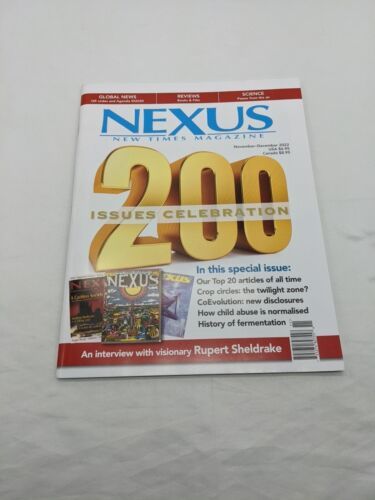 GLOBAL NEWS
REVIEWS
Books & Film
SCIENCE
NEXUS
NEW TIMES MAGAZINE
November-December 2022
USA $6.95
Canada $8.95
200
ISSUES CELEBRATION
In this special issue:
Our Top 20 articles of all time
Crop circles: the twilight zone?
CoEvolution: new disclosures
How child abuse is normalised
History of fermentation
NEXUS
NEXUS
NEXUS
An interview with visionary Rupert Sheldrake